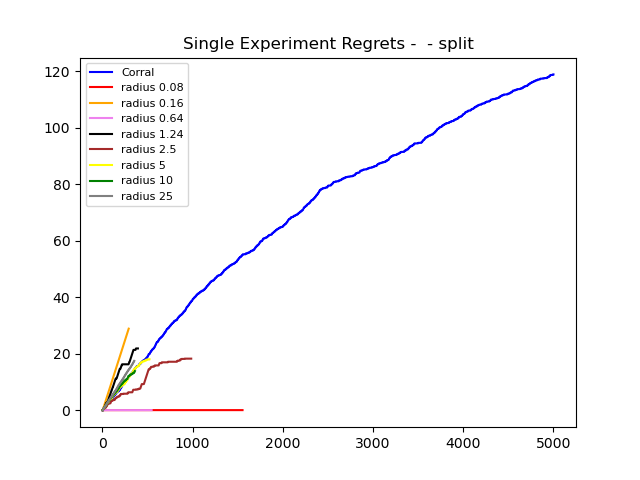 Single Experiment Regrets -  - split
Corral
radius 0.08
radius 0.16
radius 0.64
radius 1.24
radius 2.5
radius 5
radius 10
radius 25
120
100
80
60
40
20
0
0 1000 2000 3000 4000 5000